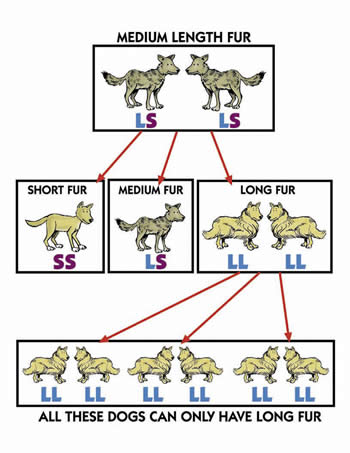 MEDIUM LENGTH FUR
LS LS
SHORT FUR MEDIUM FUR LONG FUR
SS LS LL LL
LL LL LL LL LL LL
ALL THESE DOGS CAN ONLY HAVE LONG FUR